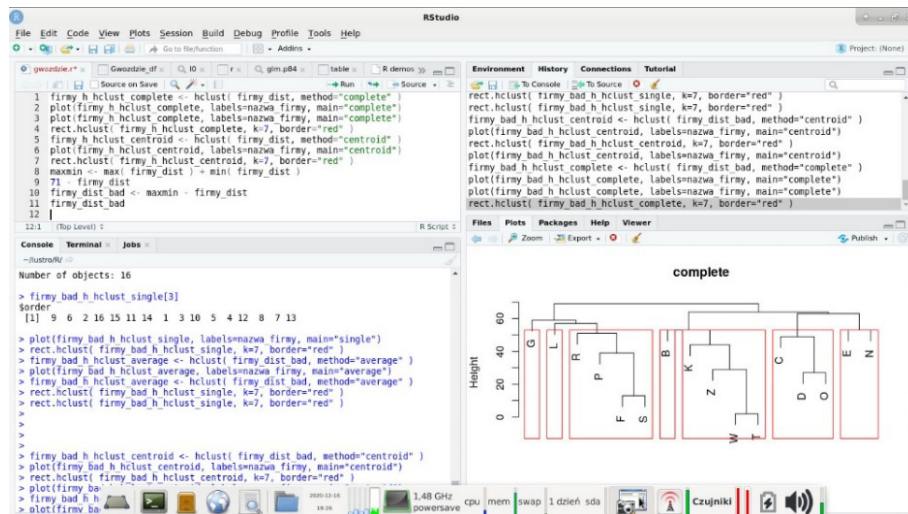 RStudio
File Edit Code View Plots Session Build Debug Profile Tools Help
Go to file/function
Addins
Project: (None)
gwozdzie.r*
Gwozdzie_df
l0
r
glm.p84
table
R demos
Source on Save
Run
Source
1 firmy_h_hclust_complete <- hclust( firmy_dist, method="complete" )
2 plot(firmy_h_hclust_complete, labels=nazwa_firmy, main="complete")
3 plot(firmy_h_hclust_complete, labels=nazwa_firmy, main="complete")
4 rect.hclust( firmy_h_hclust_complete, k=7, border="red" )
5 firmy_h_hclust_centroid <- hclust( firmy_dist, method="centroid" )
6 plot(firmy_h_hclust_centroid, labels=nazwa_firmy, main="centroid")
7 rect.hclust( firmy_h_hclust_centroid, k=7, border="red" )
8 maxmin <- max( firmy_dist ) + min( firmy_dist )
9 71 - firmy_dist
10 firmy_dist_bad <- maxmin - firmy_dist
11 firmy_dist_bad
12
12:1 (Top Level)
R Script
Console Terminal Jobs
~/lustro/R/
Number of objects: 16
> firmy_bad_h_hclust_single[3]
$order
[1] 9 6 2 16 15 11 14 1 3 10 5 4 12 8 7 13
> plot(firmy_bad_h_hclust_single, labels=nazwa_firmy, main="single")
> rect.hclust( firmy_bad_h_hclust_single, k=7, border="red" )
> firmy_bad_h_hclust_average <- hclust( firmy_dist_bad, method="average" )
> plot(firmy_bad_h_hclust_average, labels=nazwa_firmy, main="average")
> firmy_bad_h_hclust_average <- hclust( firmy_dist_bad, method="average" )
> rect.hclust( firmy_bad_h_hclust_single, k=7, border="red" )
> rect.hclust( firmy_bad_h_hclust_single, k=7, border="red" )
>
>
>
> firmy_bad_h_hclust_centroid <- hclust( firmy_dist_bad, method="centroid" )
> plot(firmy_bad_h_hclust_centroid, labels=nazwa_firmy, main="centroid")
> rect.hclust( firmy_bad_h_hclust_centroid, k=7, border="red" )
> plot(firmy_ba
> firmy_bad_h_h
> plot(firmy_ba
Environment History Connections Tutorial
To Console
To Source
rect.hclust( firmy_bad_h_hclust_single, k=7, border="red" )
rect.hclust( firmy_bad_h_hclust_single, k=7, border="red" )
firmy_bad_h_hclust_centroid <- hclust( firmy_dist_bad, method="centroid" )
plot(firmy_bad_h_hclust_centroid, labels=nazwa_firmy, main="centroid")
rect.hclust( firmy_bad_h_hclust_centroid, k=7, border="red" )
plot(firmy_bad_h_hclust_centroid, labels=nazwa_firmy, main="centroid")
firmy_bad_h_hclust_complete <- hclust( firmy_dist_bad, method="complete" )
plot(firmy_bad_h_hclust_complete, labels=nazwa_firmy, main="complete")
plot(firmy_bad_h_hclust_complete, labels=nazwa_firmy, main="complete")
rect.hclust( firmy_bad_h_hclust_complete, k=7, border="red" )
Files Plots Packages Help Viewer
Zoom
Export
Publish
complete
Height
0 20 40 60
G L R P F S B K Z W T C D O E N
1,48 GHz
powersave
cpu mem swap 1 dzień sda
Czujniki